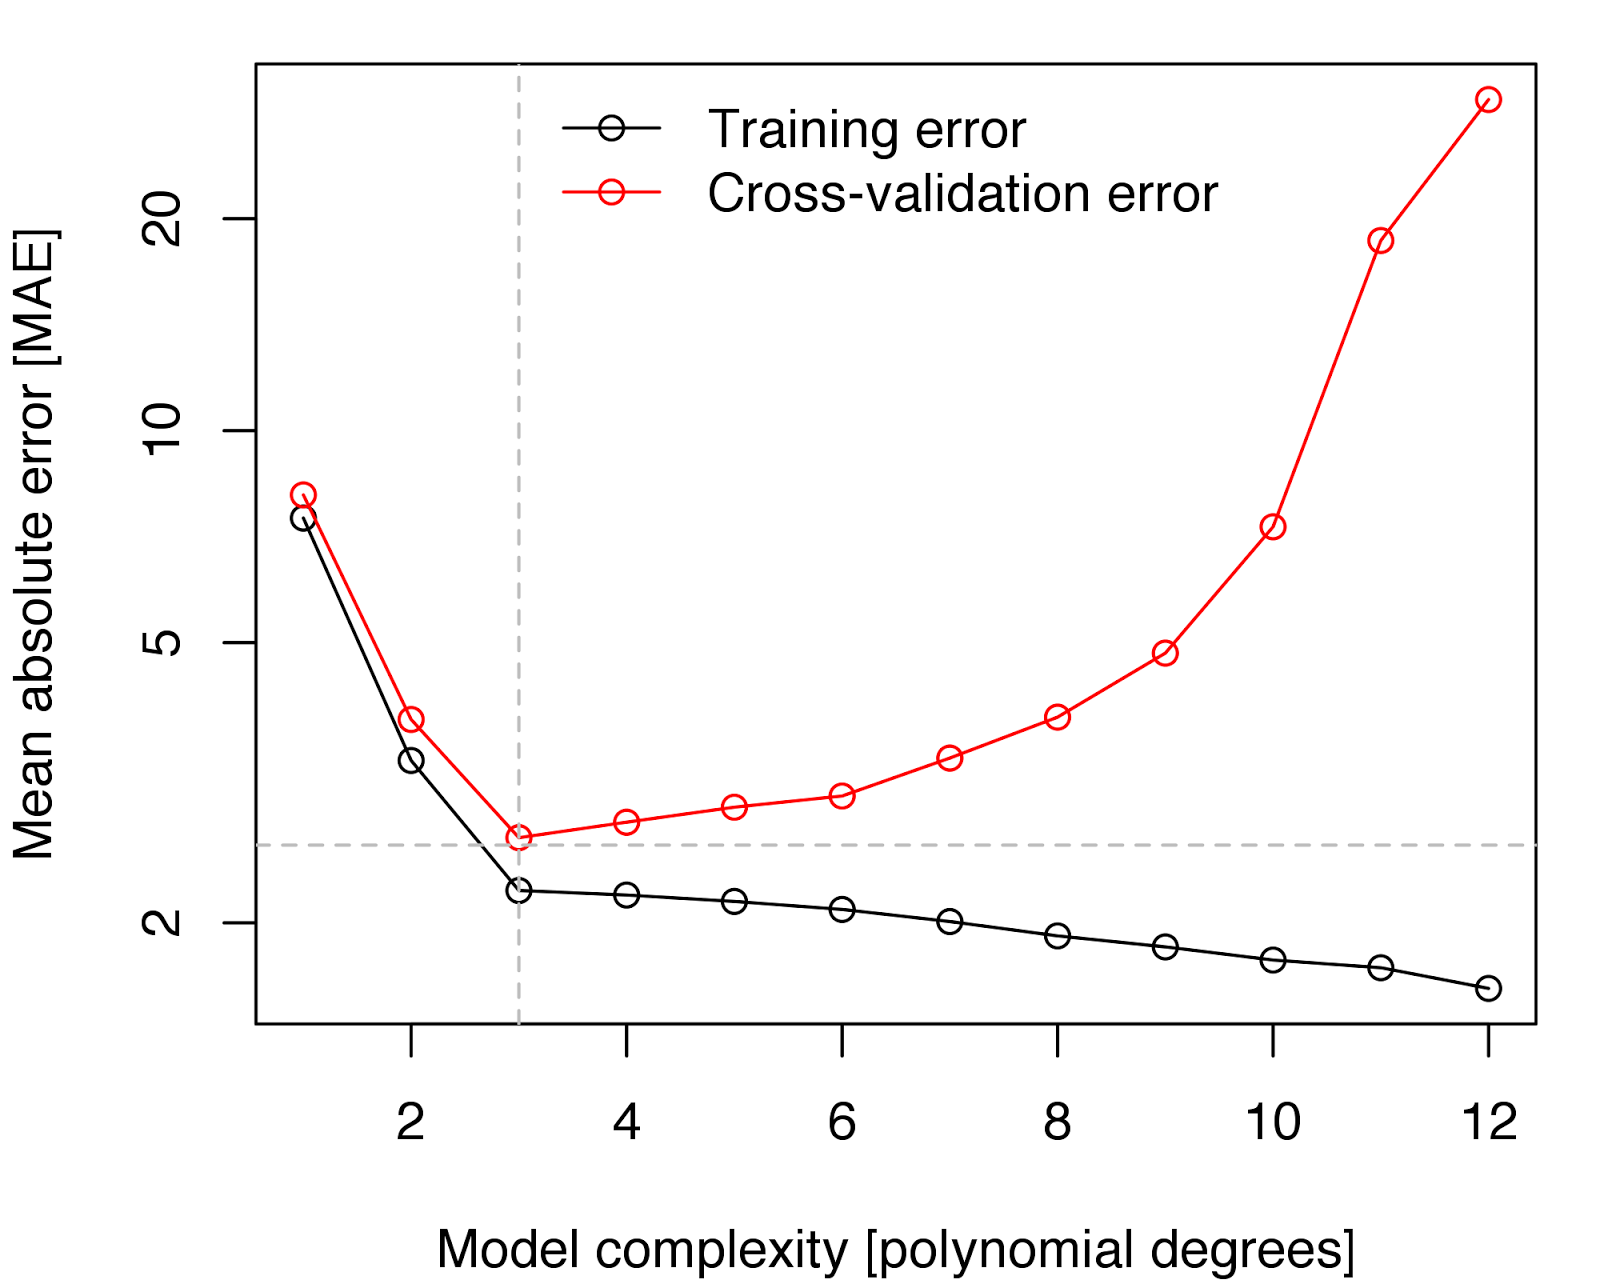 Training error
Cross-validation error
Mean absolute error [MAE]
20
10
5
2
2 4 6 8 10 12
Model complexity [polynomial degrees]